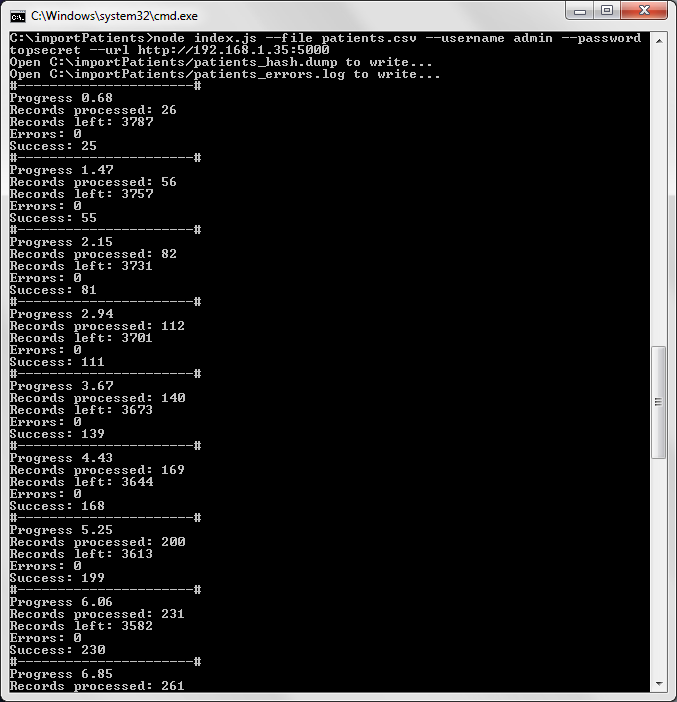 C:\Windows\system32\cmd.exe
C:\importPatients>node index.js --file patients.csv --username admin --password
topsecret --url http://192.168.1.35:5000
Open C:\importPatients/patients_hash.dump to write...
Open C:\importPatients/patients_errors.log to write...
#----------------------#
Progress 0.68
Records processed: 26
Records left: 3787
Errors: 0
Success: 25
#----------------------#
Progress 1.47
Records processed: 56
Records left: 3757
Errors: 0
Success: 55
#----------------------#
Progress 2.15
Records processed: 82
Records left: 3731
Errors: 0
Success: 81
#----------------------#
Progress 2.94
Records processed: 112
Records left: 3701
Errors: 0
Success: 111
#----------------------#
Progress 3.67
Records processed: 140
Records left: 3673
Errors: 0
Success: 139
#----------------------#
Progress 4.43
Records processed: 169
Records left: 3644
Errors: 0
Success: 168
#----------------------#
Progress 5.25
Records processed: 200
Records left: 3613
Errors: 0
Success: 199
#----------------------#
Progress 6.06
Records processed: 231
Records left: 3582
Errors: 0
Success: 230
#----------------------#
Progress 6.85
Records processed: 261